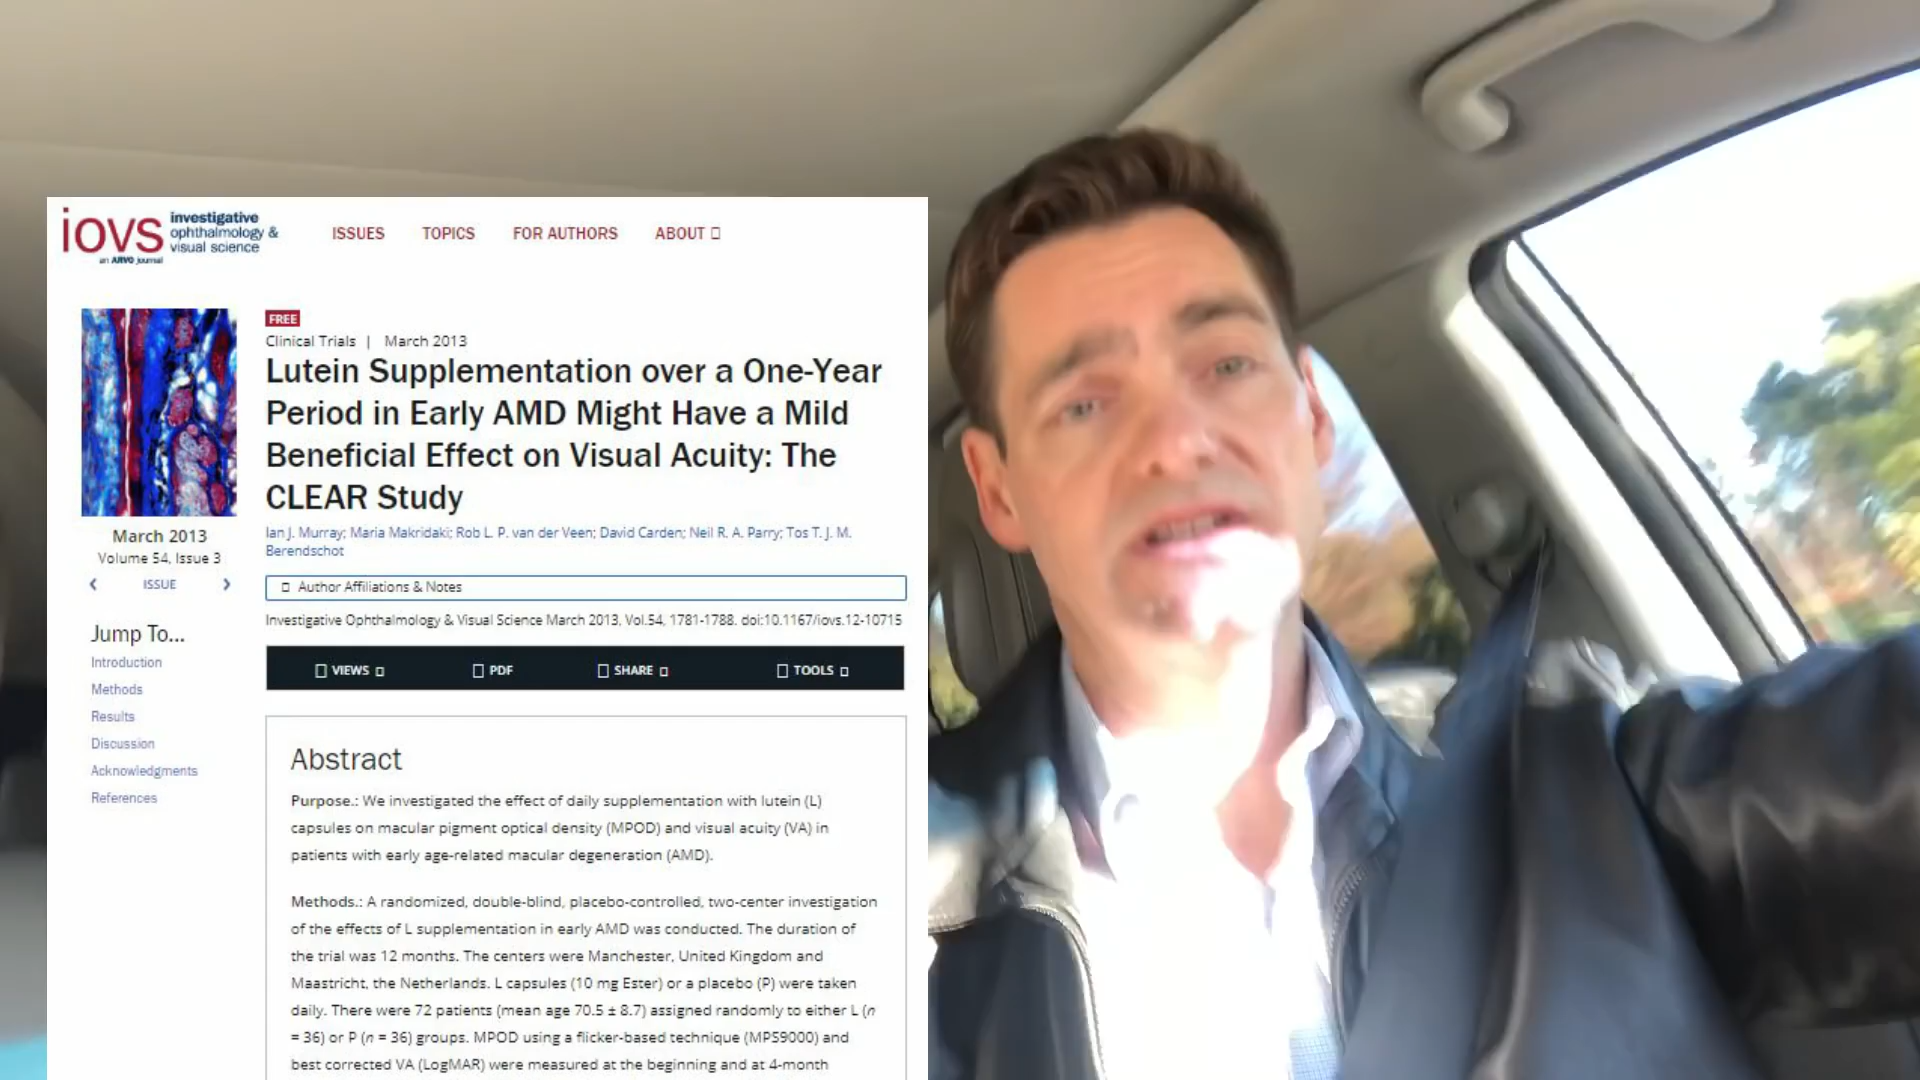 iovs investigative
ophthalmology &
visual science
an ARVO journal
ISSUES TOPICS FOR AUTHORS ABOUT
FREE
Clinical Trials | March 2013
Lutein Supplementation over a One-Year
Period in Early AMD Might Have a Mild
Beneficial Effect on Visual Acuity: The
CLEAR Study
Ian J. Murray; Maria Makridaki; Rob L. P. van der Veen; David Carden; Neil R. A. Parry; Tos T. J. M.
Berendschot
Author Affiliations & Notes
Investigative Ophthalmology & Visual Science March 2013, Vol.54, 1781-1788. doi:10.1167/iovs.12-10715
VIEWS PDF SHARE TOOLS
March 2013
Volume 54, Issue 3
‹ ISSUE ›
Jump To...
Introduction
Methods
Results
Discussion
Acknowledgments
References
Abstract
Purpose.: We investigated the effect of daily supplementation with lutein (L)
capsules on macular pigment optical density (MPOD) and visual acuity (VA) in
patients with early age-related macular degeneration (AMD).
Methods.: A randomized, double-blind, placebo-controlled, two-center investigation
of the effects of L supplementation in early AMD was conducted. The duration of
the trial was 12 months. The centers were Manchester, United Kingdom and
Maastricht, the Netherlands. L capsules (10 mg Ester) or a placebo (P) were taken
daily. There were 72 patients (mean age 70.5 ± 8.7) assigned randomly to either L (n
= 36) or P (n = 36) groups. MPOD using a flicker-based technique (MPS9000) and
best corrected VA (LogMAR) were measured at the beginning and at 4-month